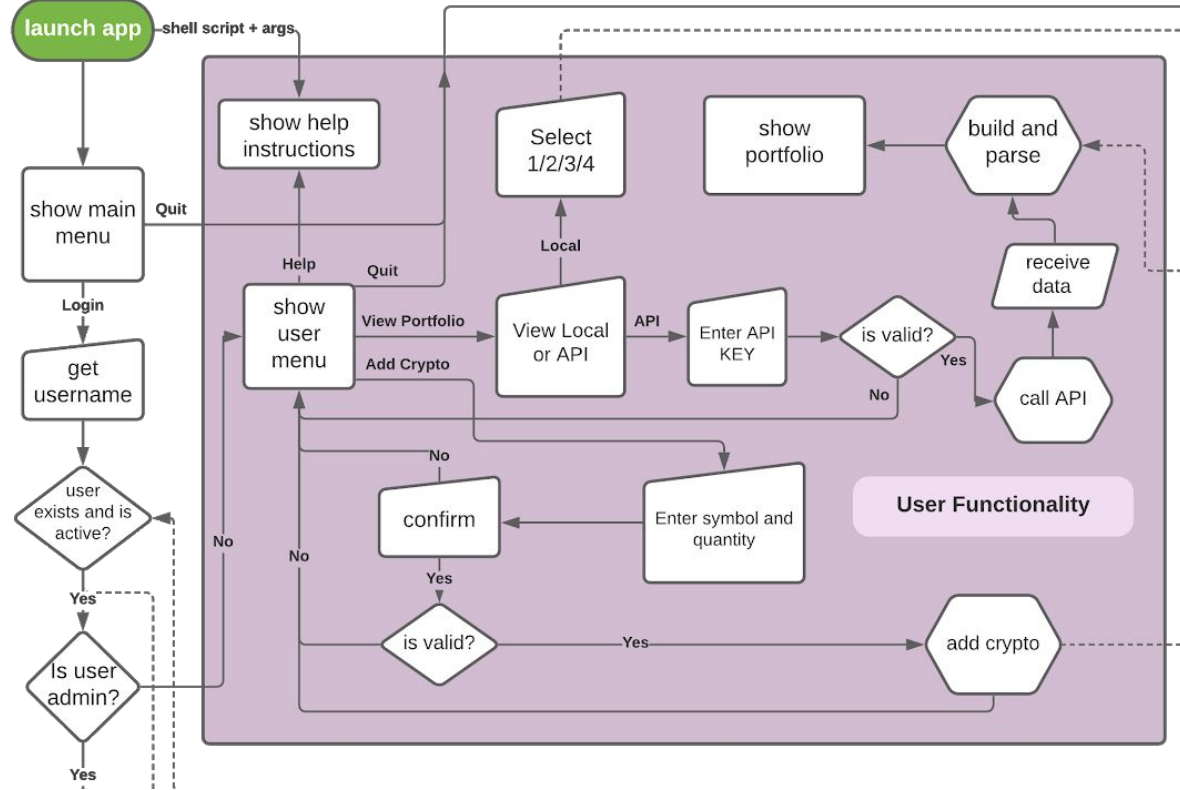 launch app
shell script + args
show help
instructions
Select
1/2/3/4
show
portfolio
build and
parse
show main
menu
Quit
Local
receive
data
Help
Quit
Login
show
user
menu
View Portfolio
View Local
or API
API
Enter API
KEY
is valid?
Yes
Add Crypto
get
username
No
call API
No
user
exists and is
active?
confirm
Enter symbol and
quantity
User Functionality
No
No
Yes
Yes
is valid?
Yes
add crypto
Is user
admin?
Yes